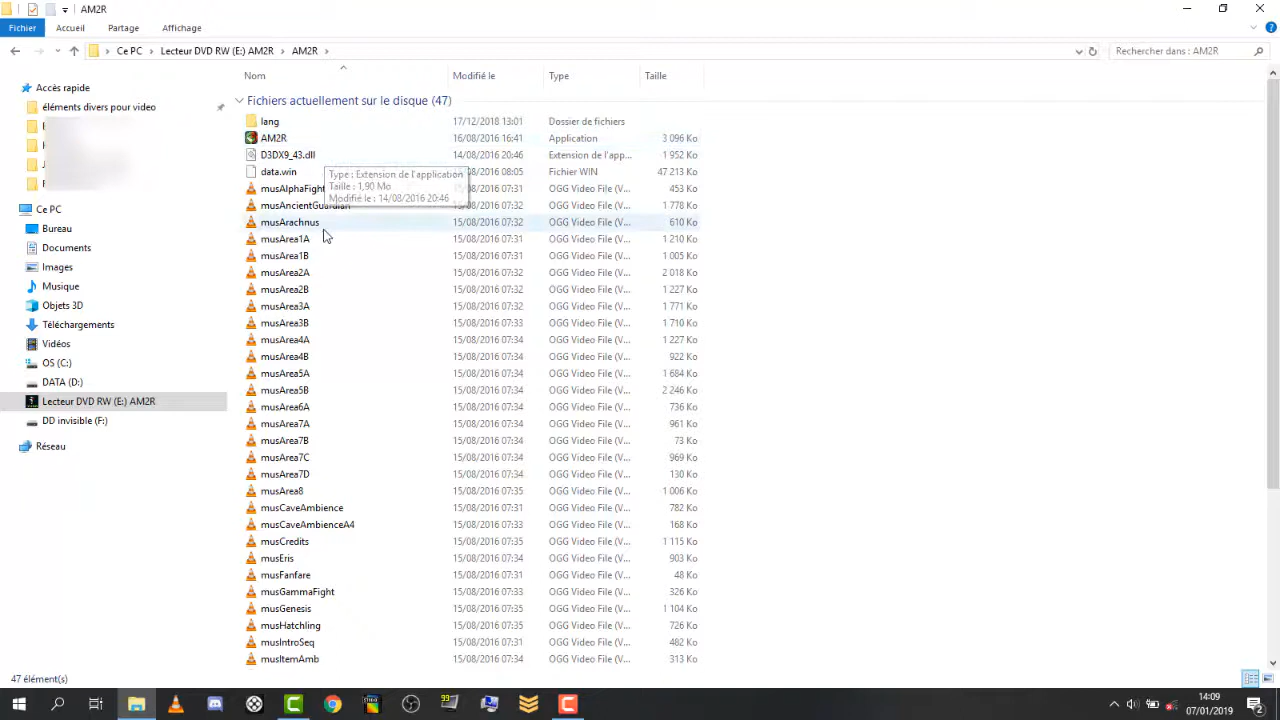 AM2R
Fichier Accueil Partage Affichage
Ce PC Lecteur DVD RW (E:) AM2R AM2R Rechercher dans : AM2R
Nom Modifié le Type Taille
Accès rapide
éléments divers pour video
Ce PC
Bureau
Documents
Images
Musique
Objets 3D
Téléchargements
Vidéos
OS (C:)
DATA (D:)
Lecteur DVD RW (E:) AM2R
DD invisible (F:)
Réseau
Fichiers actuellement sur le disque (47)
lang 17/12/2018 13:01 Dossier de fichiers
AM2R 16/08/2016 16:41 Application 3 096 Ko
D3DX9_43.dll 14/08/2016 20:46 Extension de l'app... 1 952 Ko
data.win /08/2016 08:05 Fichier WIN 47 213 Ko
musAlphaFight /08/2016 07:31 OGG Video File (V... 453 Ko
musAncientGuardian 15/08/2016 07:32 OGG Video File (V... 1 778 Ko
musArachnus 15/08/2016 07:32 OGG Video File (V... 610 Ko
musArea1A 15/08/2016 07:31 OGG Video File (V... 1 210 Ko
musArea1B 15/08/2016 07:31 OGG Video File (V... 1 005 Ko
musArea2A 15/08/2016 07:32 OGG Video File (V... 2 018 Ko
musArea2B 15/08/2016 07:32 OGG Video File (V... 1 227 Ko
musArea3A 15/08/2016 07:32 OGG Video File (V... 1 771 Ko
musArea3B 15/08/2016 07:33 OGG Video File (V... 1 710 Ko
musArea4A 15/08/2016 07:34 OGG Video File (V... 1 227 Ko
musArea4B 15/08/2016 07:34 OGG Video File (V... 922 Ko
musArea5A 15/08/2016 07:34 OGG Video File (V... 1 684 Ko
musArea5B 15/08/2016 07:34 OGG Video File (V... 2 246 Ko
musArea6A 15/08/2016 07:34 OGG Video File (V... 736 Ko
musArea7A 15/08/2016 07:34 OGG Video File (V... 961 Ko
musArea7B 15/08/2016 07:34 OGG Video File (V... 73 Ko
musArea7C 15/08/2016 07:34 OGG Video File (V... 969 Ko
musArea7D 15/08/2016 07:34 OGG Video File (V... 130 Ko
musArea8 15/08/2016 07:35 OGG Video File (V... 1 006 Ko
musCaveAmbience 15/08/2016 07:31 OGG Video File (V... 782 Ko
musCaveAmbienceA4 15/08/2016 07:33 OGG Video File (V... 168 Ko
musCredits 15/08/2016 07:35 OGG Video File (V... 1 115 Ko
musEris 15/08/2016 07:34 OGG Video File (V... 903 Ko
musFanfare 15/08/2016 07:31 OGG Video File (V... 48 Ko
musGammaFight 15/08/2016 07:33 OGG Video File (V... 326 Ko
musGenesis 15/08/2016 07:35 OGG Video File (V... 1 104 Ko
musHatchling 15/08/2016 07:35 OGG Video File (V... 726 Ko
musIntroSeq 15/08/2016 07:31 OGG Video File (V... 482 Ko
musItemAmb 15/08/2016 07:34 OGG Video File (V... 313 Ko
Type : Extension de l'application
Taille : 1,90 Mo
Modifié le : 14/08/2016 20:46
47 élément(s)
14:09
07/01/2019